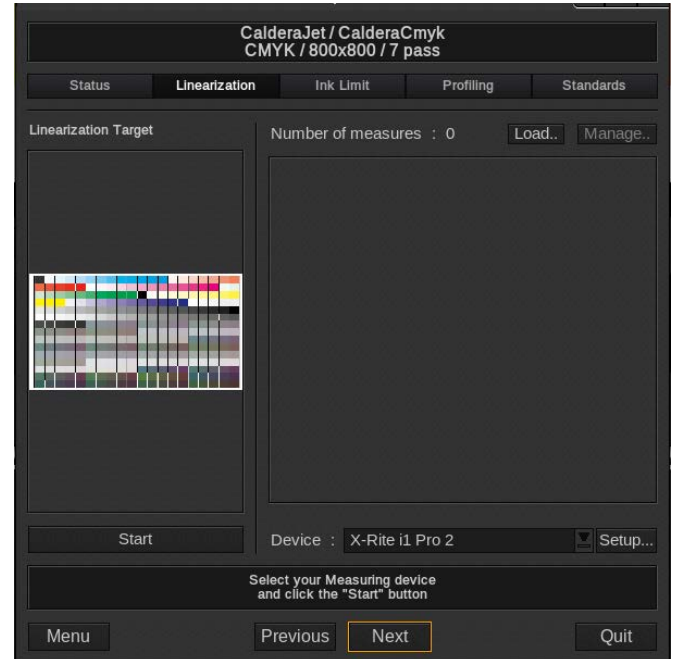 CalderaJet / CalderaCmyk
CMYK / 800x800 / 7 pass
Status Linearization Ink Limit Profiling Standards
Linearization Target
Number of measures : 0 Load.. Manage..
Start
Device : X-Rite i1 Pro 2 Setup...
Select your Measuring device
and click the "Start" button
Menu Previous Next Quit